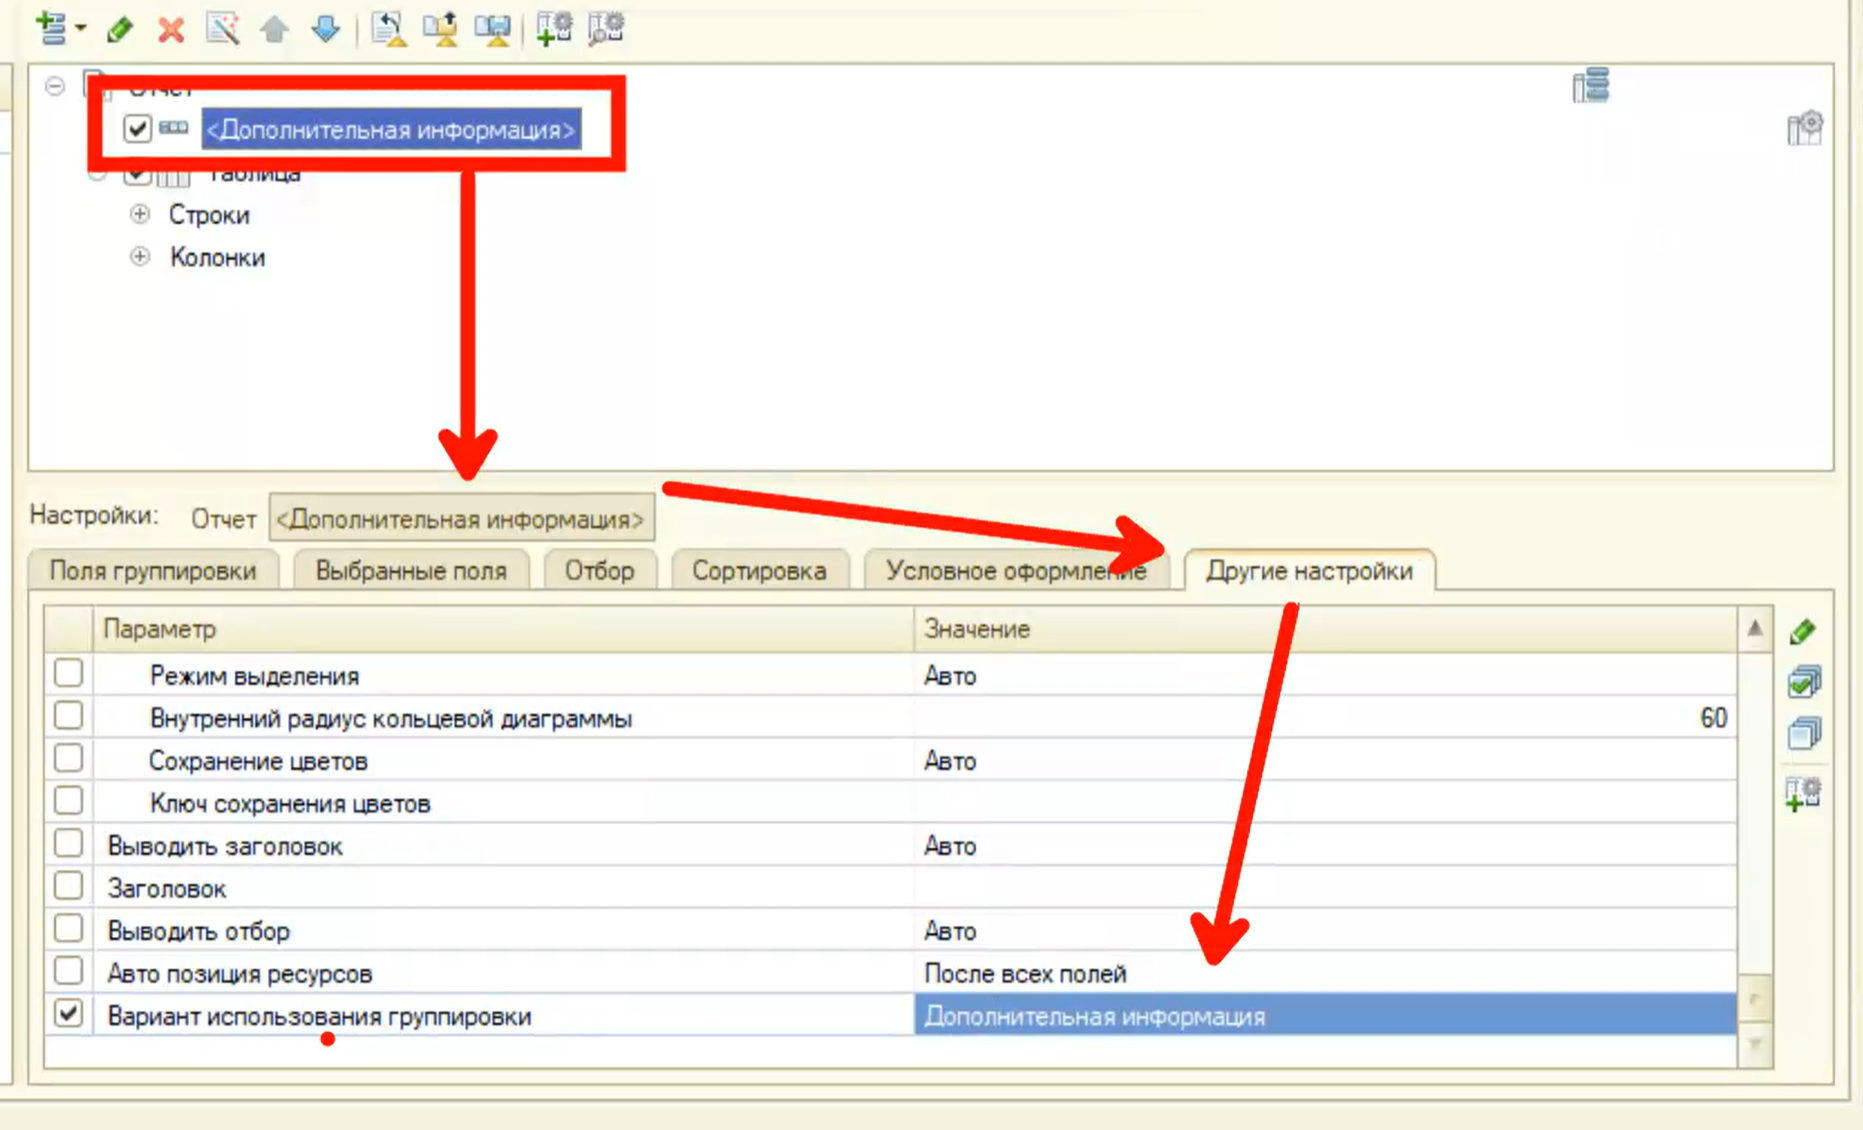 Отчет
<Дополнительная информация>
Таблица
Строки
Колонки
Настройки: Отчет <Дополнительная информация>
Поля группировки Выбранные поля Отбор Сортировка Условное оформление Другие настройки
Параметр Значение
Режим выделения Авто
Внутренний радиус кольцевой диаграммы 60
Сохранение цветов Авто
Ключ сохранения цветов
Выводить заголовок Авто
Заголовок
Выводить отбор Авто
Авто позиция ресурсов После всех полей
Вариант использования группировки Дополнительная информация